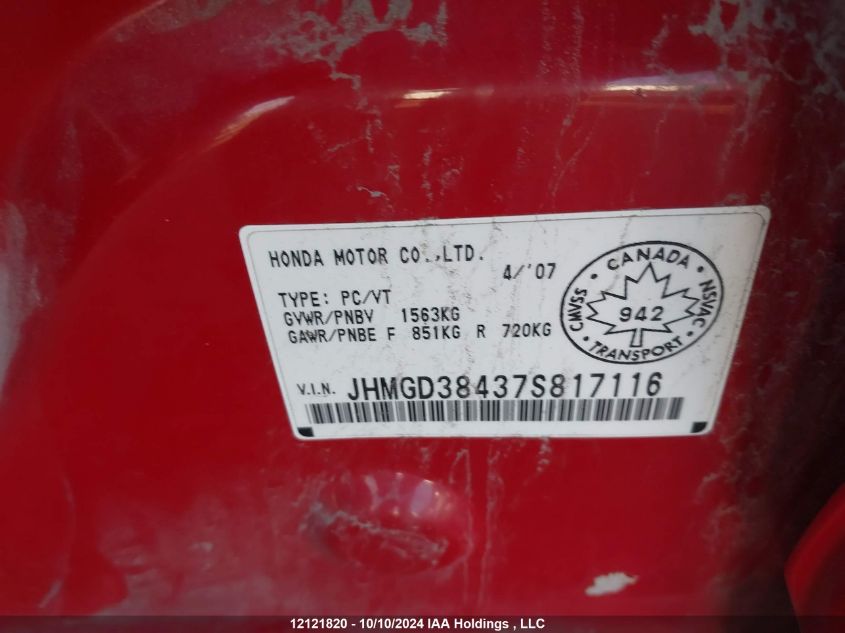 HONDA MOTOR CO.,LTD. 4/'07
TYPE: PC/VT
GVWR/PNBV 1563KG
GAWR/PNBE F 851KG R 720KG
CANADA
CMVSS 942 NSVAC
TRANSPORT
V.I.N. JHMGD38437S817116
12121820 - 10/10/2024 IAA Holdings , LLC